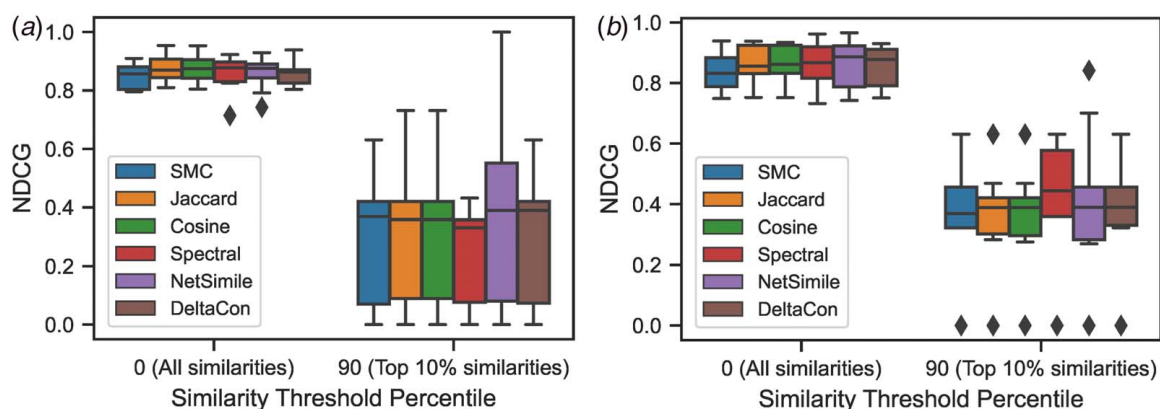 (a)
NDCG
1.0
0.8
0.6
0.4
0.2
0.0
SMC
Jaccard
Cosine
Spectral
NetSimile
DeltaCon
0 (All similarities) 90 (Top 10% similarities)
Similarity Threshold Percentile
(b)
NDCG
1.0
0.8
0.6
0.4
0.2
0.0
SMC
Jaccard
Cosine
Spectral
NetSimile
DeltaCon
0 (All similarities) 90 (Top 10% similarities)
Similarity Threshold Percentile